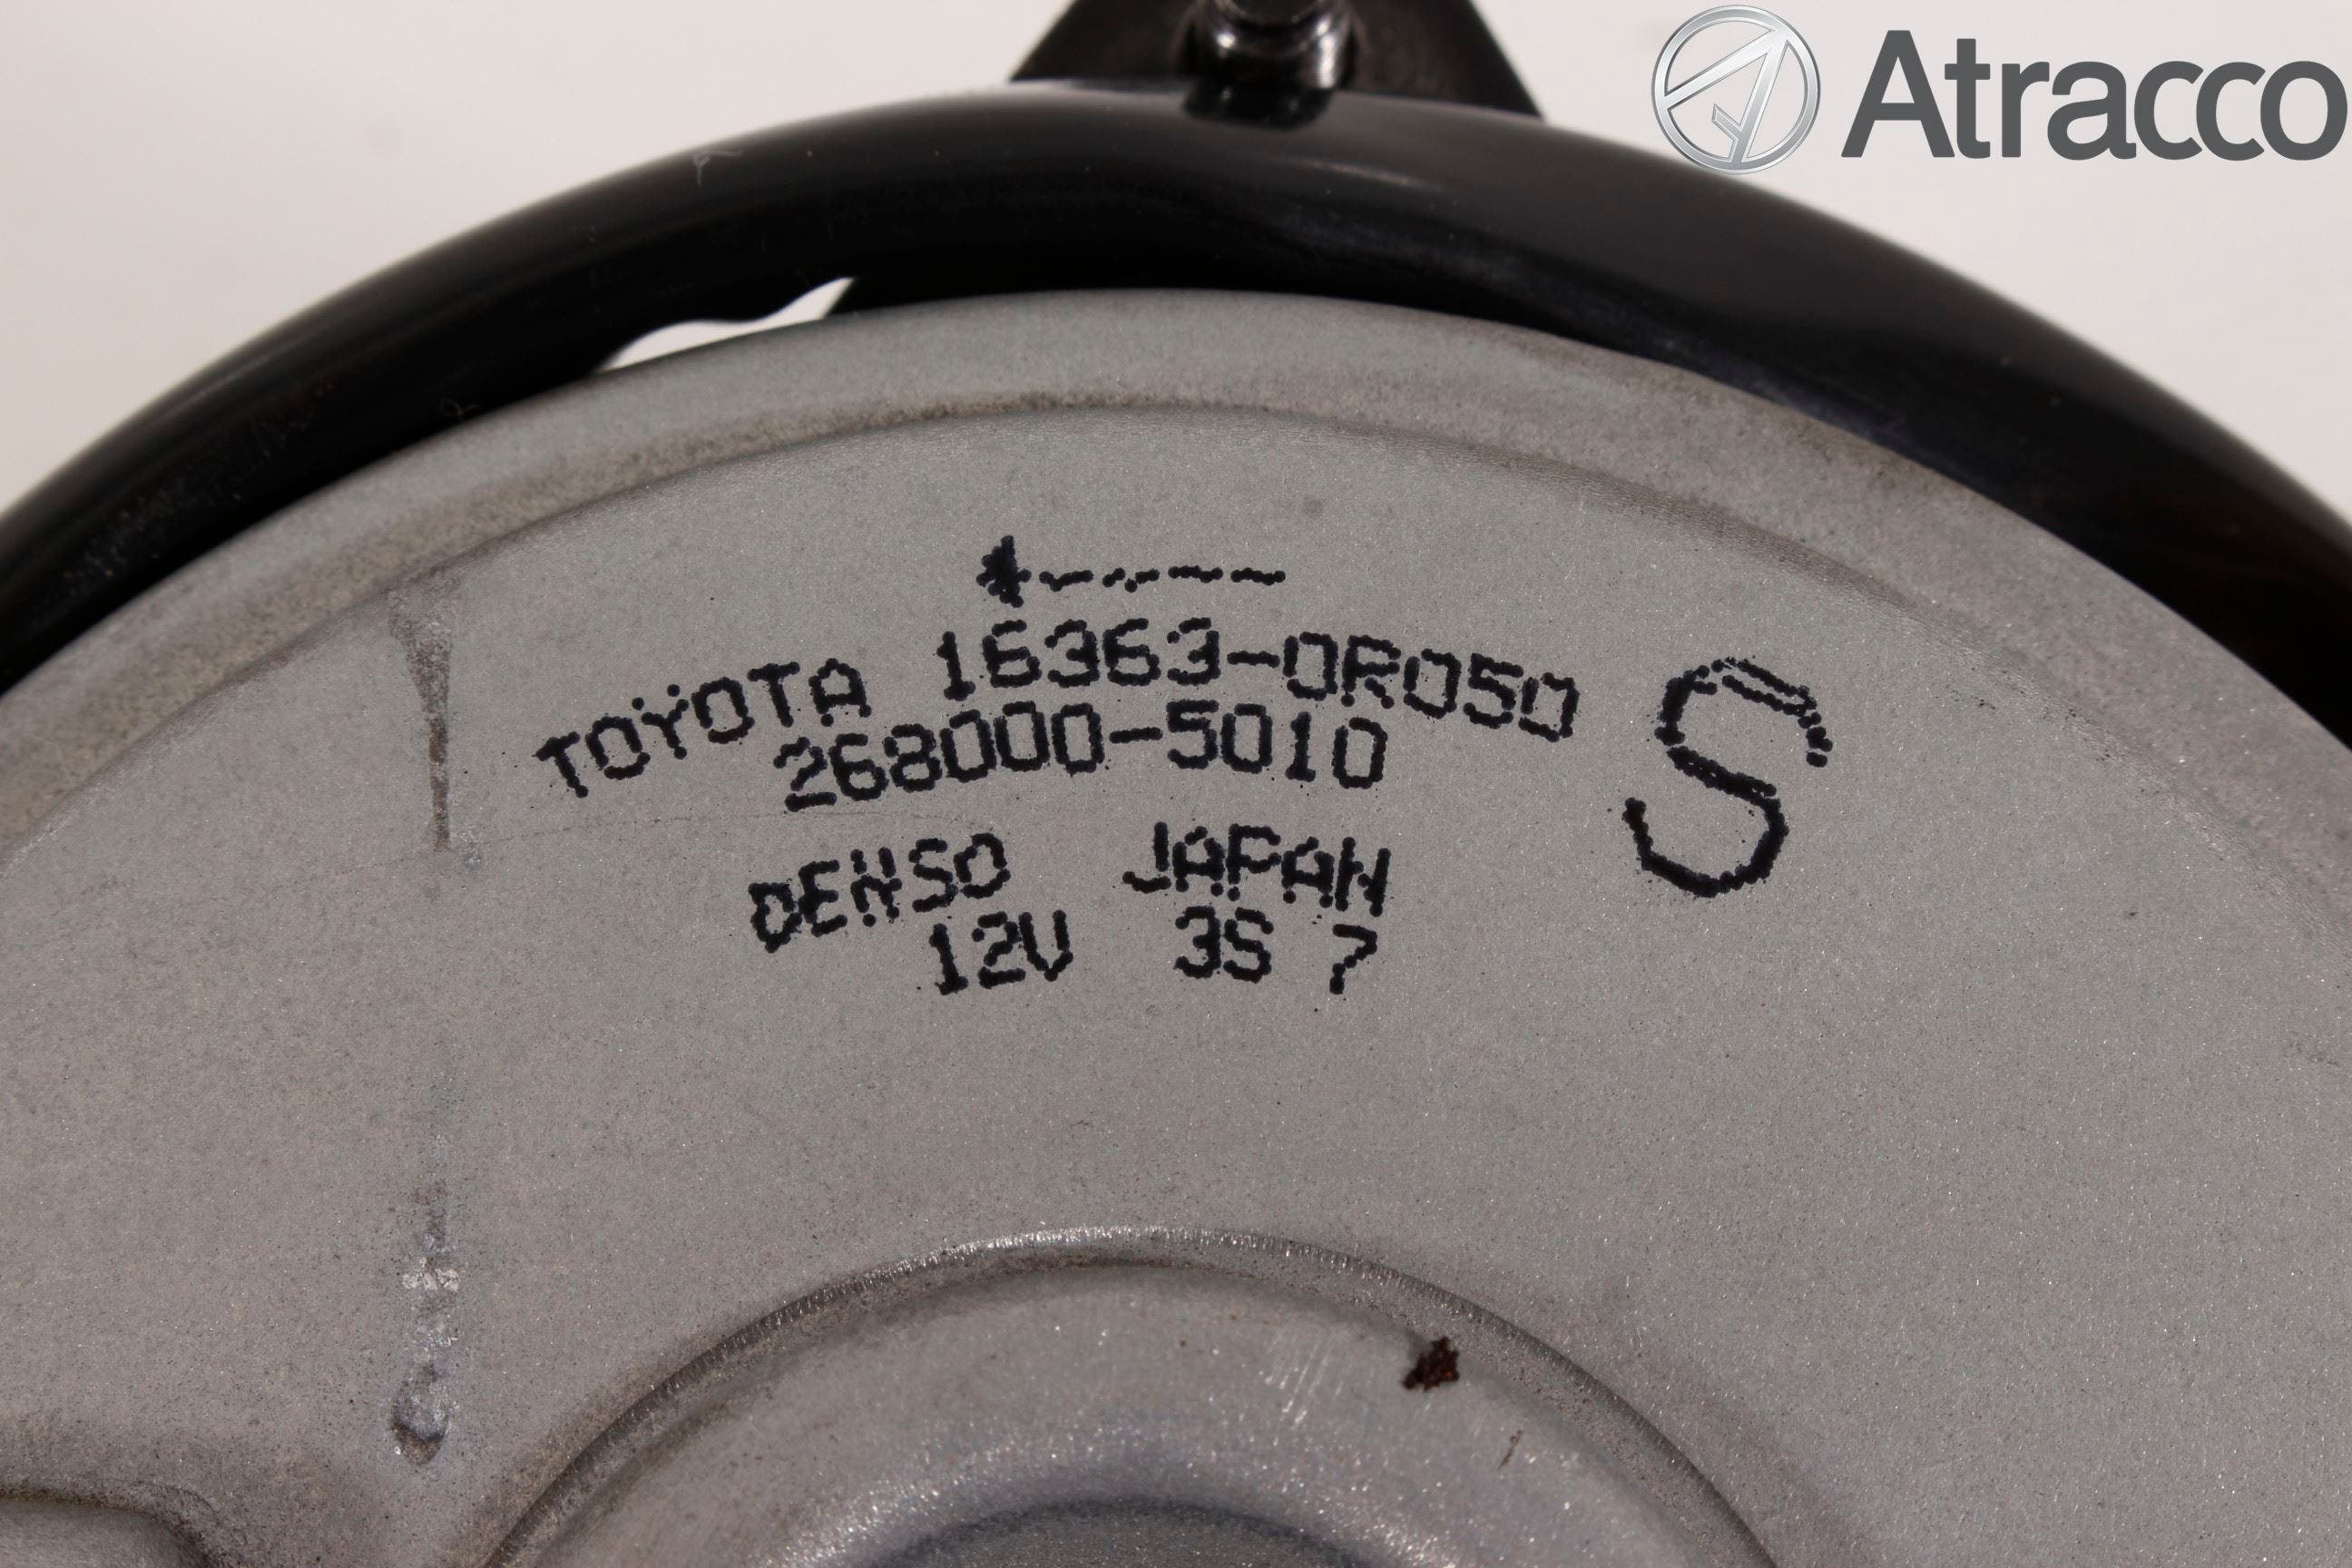 Atracco
TOYOTA 16363-0R050
268000-5010
S
DENSO JAPAN
12V 3S 7